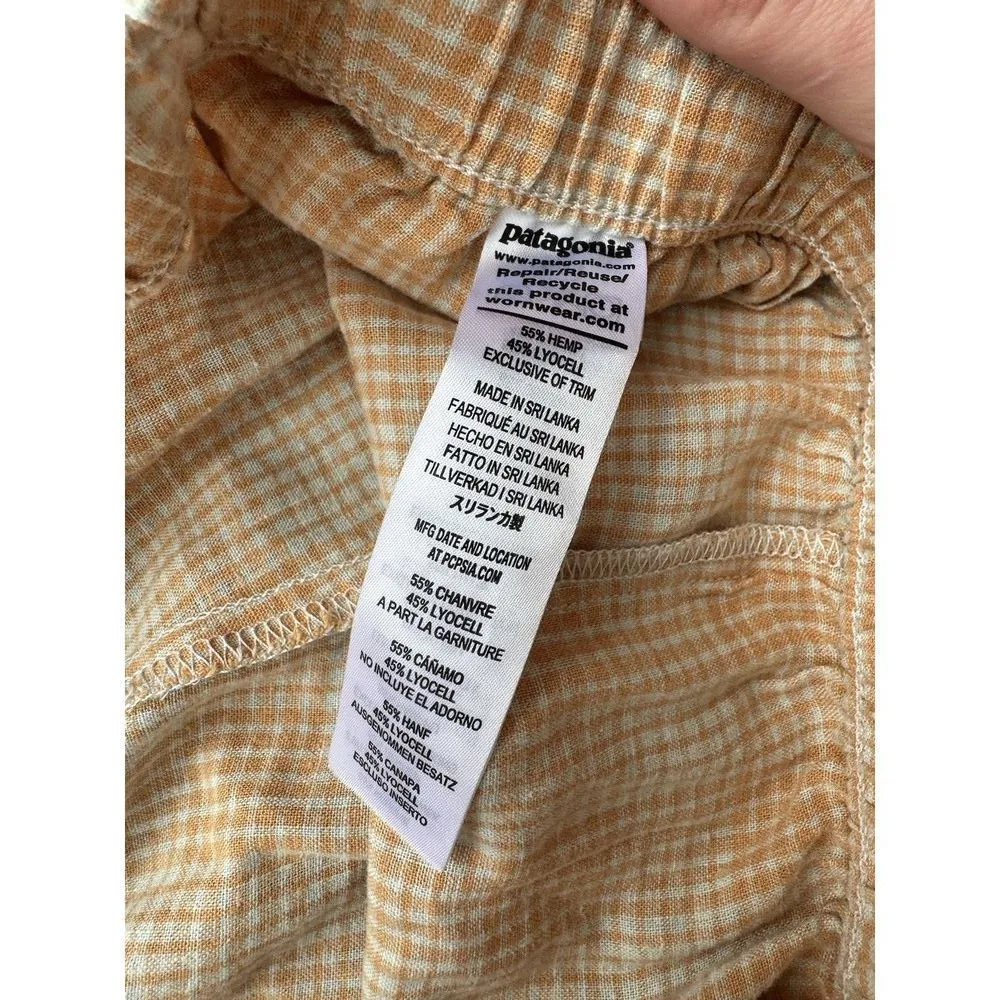 patagonia®
www.patagonia.com
Repair/Reuse/
Recycle
this product at
wornwear.com
55% HEMP
45% LYOCELL
EXCLUSIVE OF TRIM
MADE IN SRI LANKA
FABRIQUÉ AU SRI LANKA
HECHO EN SRI LANKA
FATTO IN SRI LANKA
TILLVERKAD I SRI LANKA
スリランカ製
MFG DATE AND LOCATION
AT PCPSIA.COM
55% CHANVRE
45% LYOCELL
A PART LA GARNITURE
55% CÁÑAMO
45% LYOCELL
NO INCLUYE EL ADORNO
55% HANF
45% LYOCELL
AUSGENOMMEN BESATZ
55% CANAPA
45% LYOCELL
ESCLUSO INSERTO